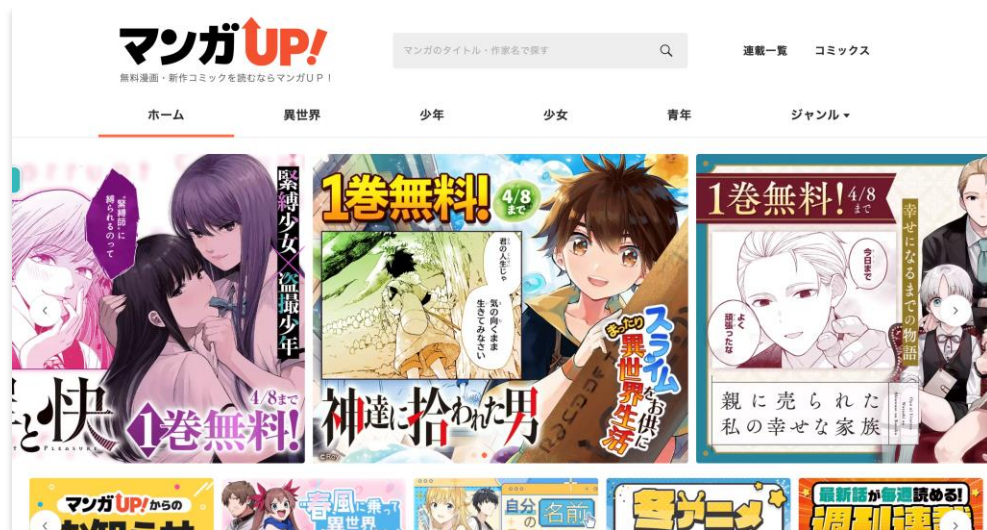 マンガUP!
無料漫画・新作コミックを読むならマンガUP!
マンガのタイトル・作家名で探す
連載一覧
コミックス
ホーム
異世界
少年
少女
青年
ジャンル
“緊縛師”に
縛られるのって
緊縛少女×盗撮少年
と快
4/8まで
1巻無料!
1巻無料!
4/8
まで
君の人生じゃ
気の向くまま
生きてみなさい
スライムをお供に
まったり
異世界生活
神達に拾われた男
1巻無料!
4/8
まで
今日まで
よく
頑張ったな
幸せになるまでの物語
親に売られた
私の幸せな家族
マンガUP!からの
お知らせ
春風に乗って
異世界
自分
の
名前
冬アニメ
最新話が毎週読める!
週刊連載